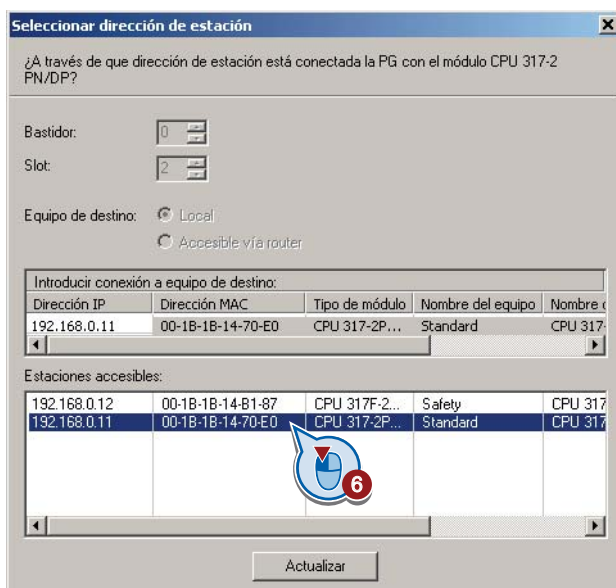 Seleccionar dirección de estación
¿A través de que dirección de estación está conectada la PG con el módulo CPU 317-2
PN/DP?
Bastidor: 0
Slot: 2
Equipo de destino: Local
Accesible vía router
Introducir conexión a equipo de destino:
Dirección IP Dirección MAC Tipo de módulo Nombre del equipo Nombre
192.168.0.11 00-1B-1B-14-70-E0 CPU 317-2P... Standard CPU 317-
Estaciones accesibles:
192.168.0.12 00-1B-1B-14-B1-87 CPU 317F-2... Safety CPU 317
192.168.0.11 00-1B-1B-14-70-E0 CPU 317-2P... Standard CPU 317
6
Actualizar